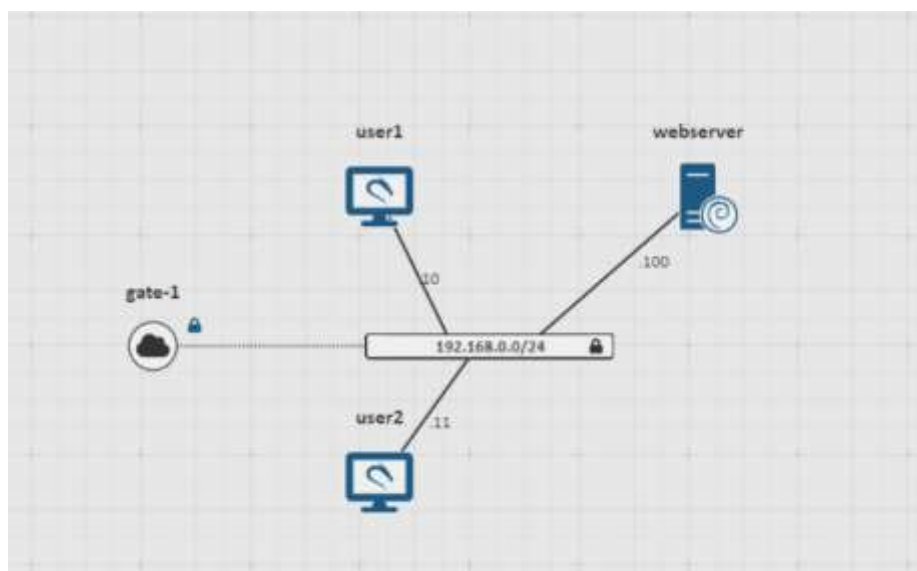 user1
webserver
.10
.100
gate-1
192.168.0.0/24
user2
.11